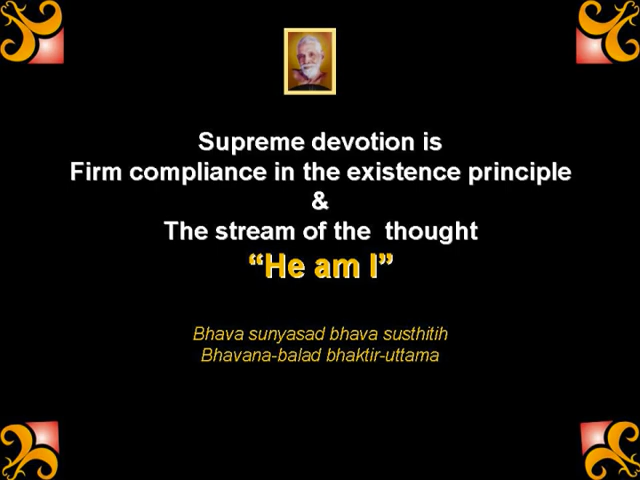 Supreme devotion is
Firm compliance in the existence principle
&
The stream of the thought
“He am I”
Bhava sunyasad bhava susthitih
Bhavana-balad bhaktir-uttama